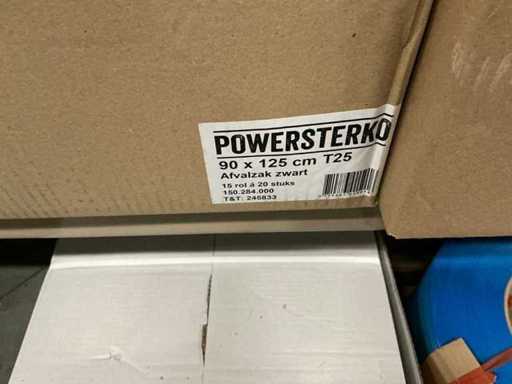 POWERSTERKO
90 x 125 cm T25
Afvalzak zwart
15 rol á 20 stuks
150.284.000
T&T: 245833